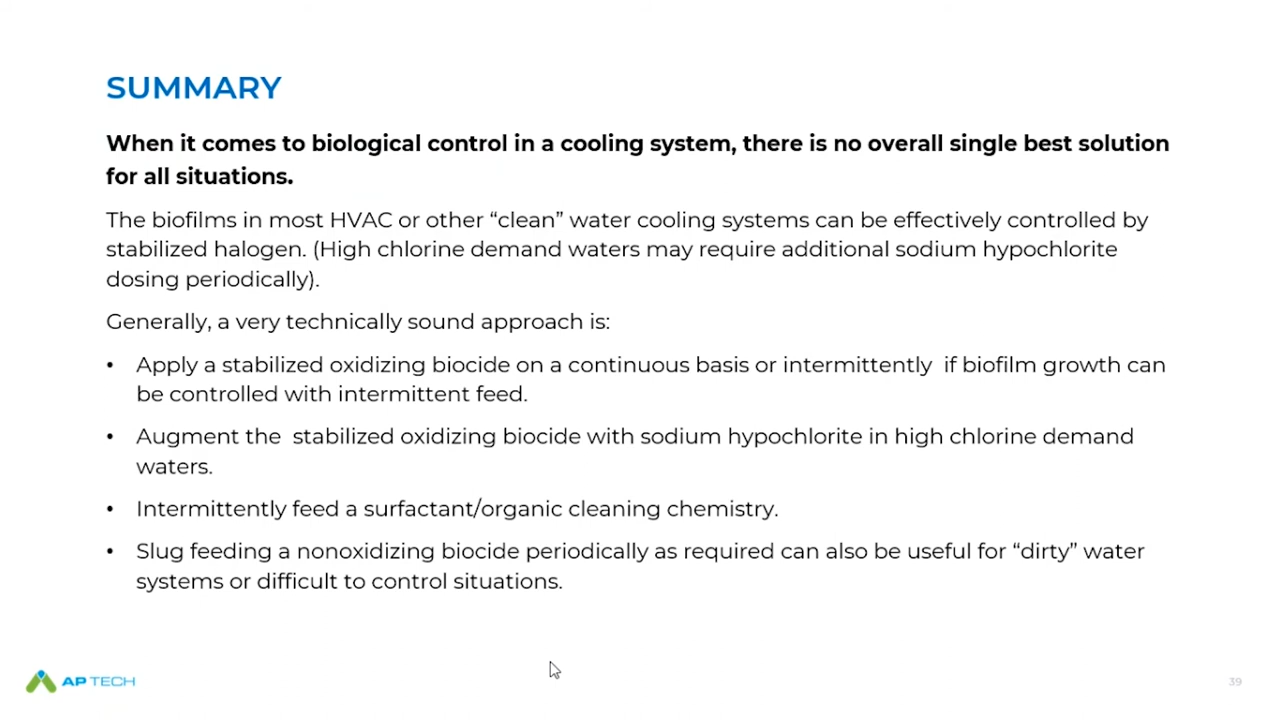 SUMMARY
When it comes to biological control in a cooling system, there is no overall single best solution
for all situations.
The biofilms in most HVAC or other “clean” water cooling systems can be effectively controlled by
stabilized halogen. (High chlorine demand waters may require additional sodium hypochlorite
dosing periodically).
Generally, a very technically sound approach is:
• Apply a stabilized oxidizing biocide on a continuous basis or intermittently  if biofilm growth can
be controlled with intermittent feed.
• Augment the  stabilized oxidizing biocide with sodium hypochlorite in high chlorine demand
waters.
• Intermittently feed a surfactant/organic cleaning chemistry.
• Slug feeding a nonoxidizing biocide periodically as required can also be useful for “dirty” water
systems or difficult to control situations.
AP TECH
39